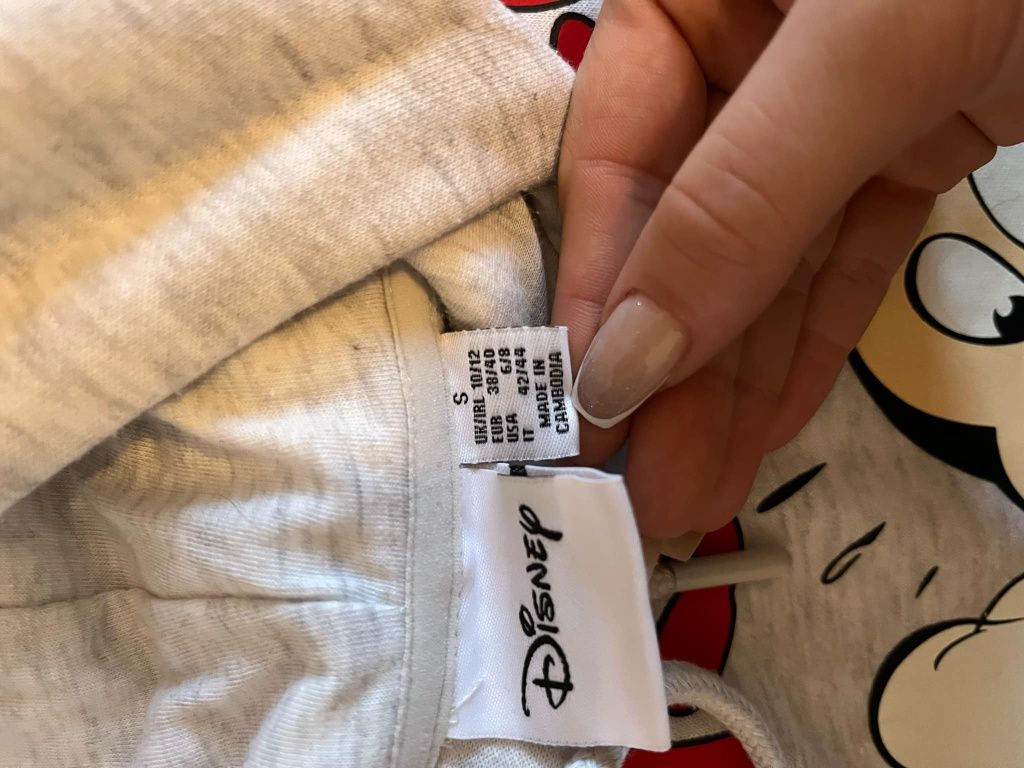 S
UK/IRL 10/12
EUR 38/40
USA 6/8
IT 42/44
MADE IN
CAMBODIA
Disney